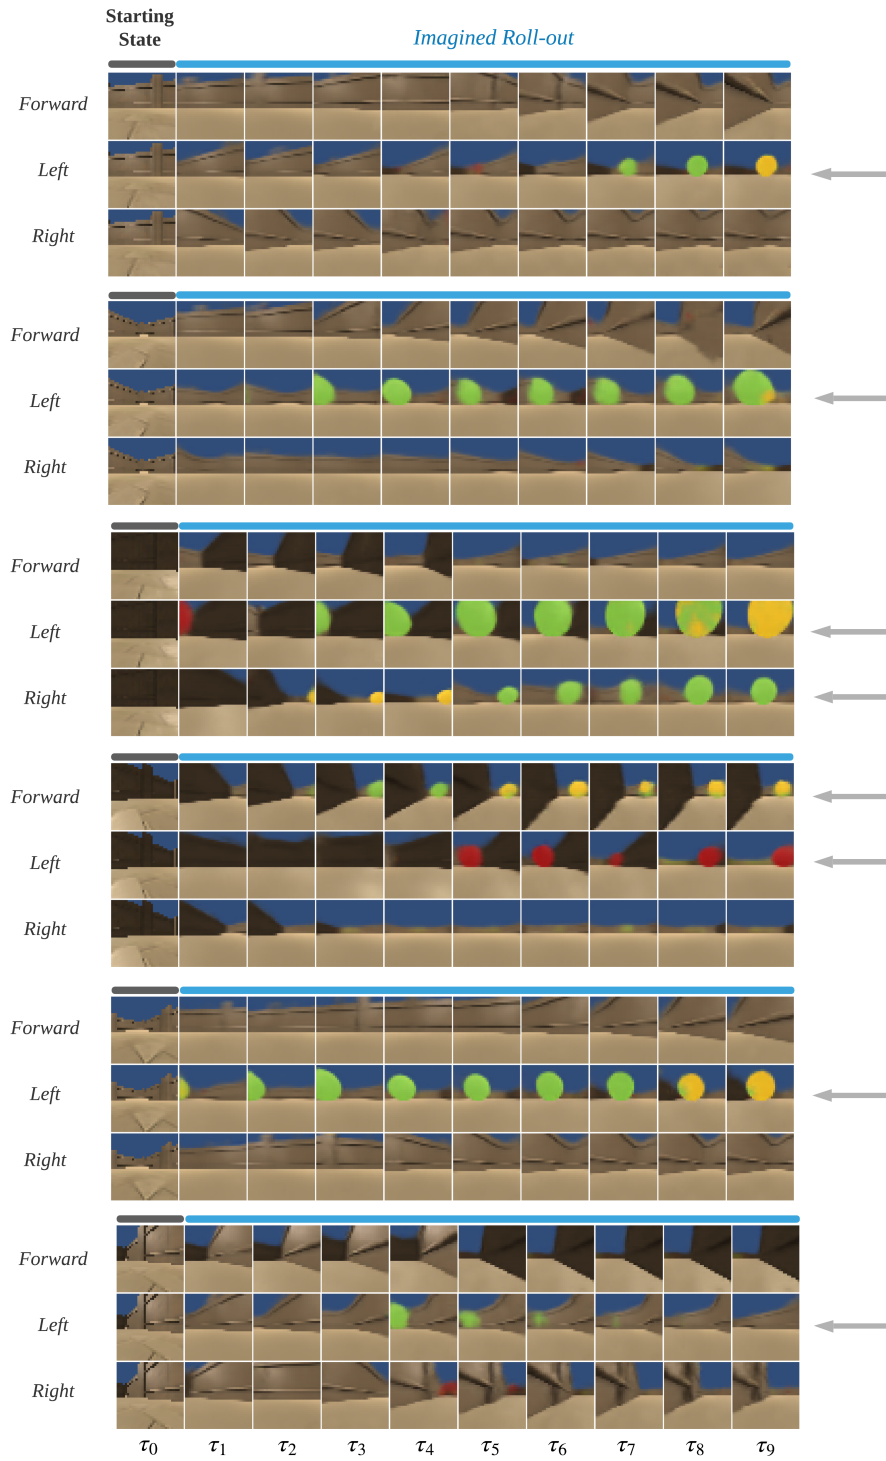 Starting
State
Imagined Roll-out
Forward
Left
Right
Forward
Left
Right
Forward
Left
Right
Forward
Left
Right
Forward
Left
Right
Forward
Left
Right
τ0 τ1 τ2 τ3 τ4 τ5 τ6 τ7 τ8 τ9